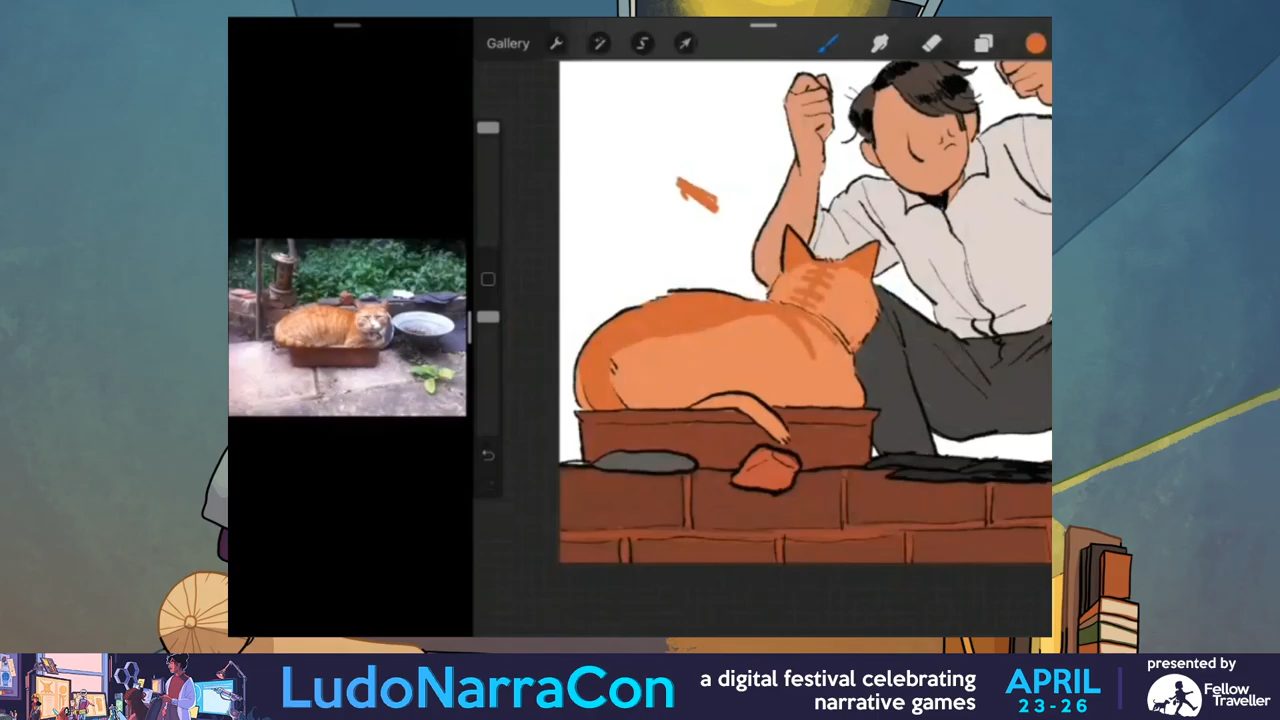 Gallery
LudoNarraCon
a digital festival celebrating
narrative games
APRIL
23-26
presented by
Fellow
Traveller